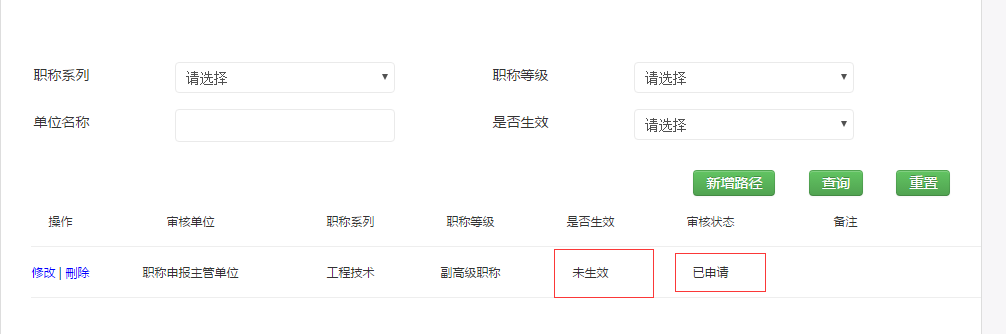 职称系列 请选择 职称等级 请选择
单位名称 是否生效 请选择
新增路径 查询 重置
操作 审核单位 职称系列 职称等级 是否生效 审核状态 备注
修改 | 删除 职称申报主管单位 工程技术 副高级职称 未生效 已申请